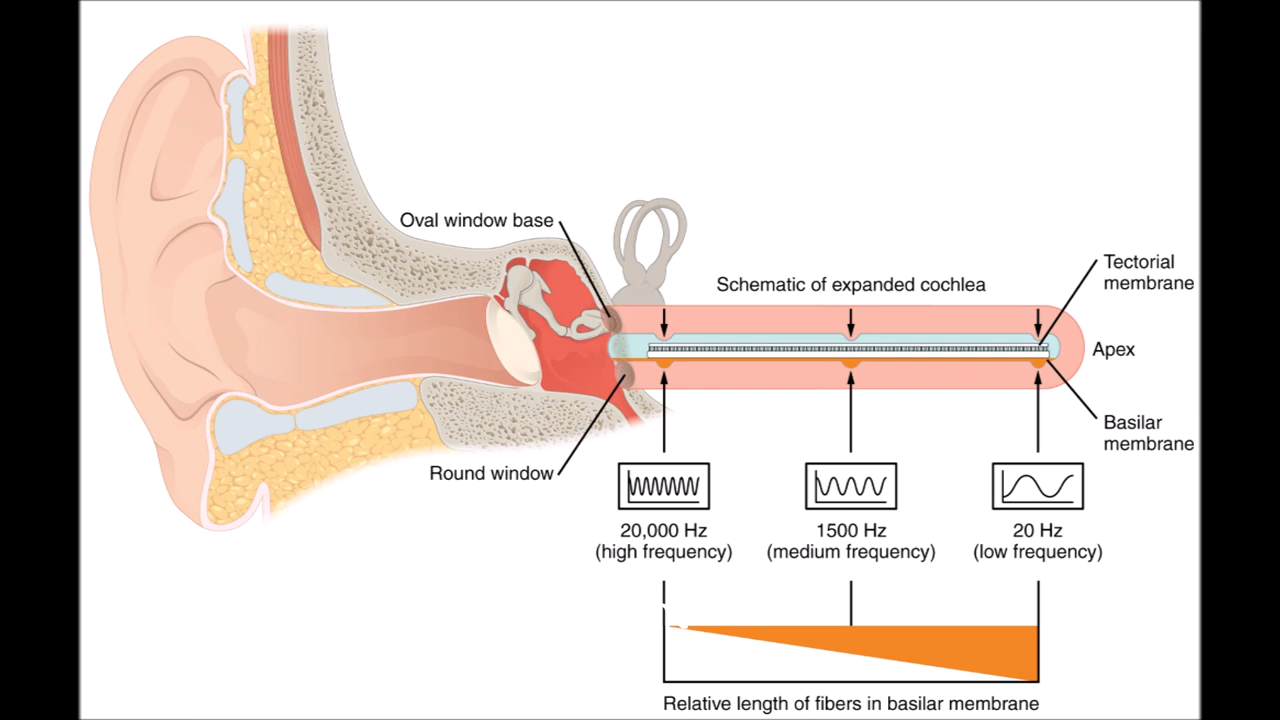 Oval window base
Schematic of expanded cochlea
Tectorial
membrane
Apex
Basilar
membrane
Round window
20,000 Hz
(high frequency)
1500 Hz
(medium frequency)
20 Hz
(low frequency)
Relative length of fibers in basilar membrane